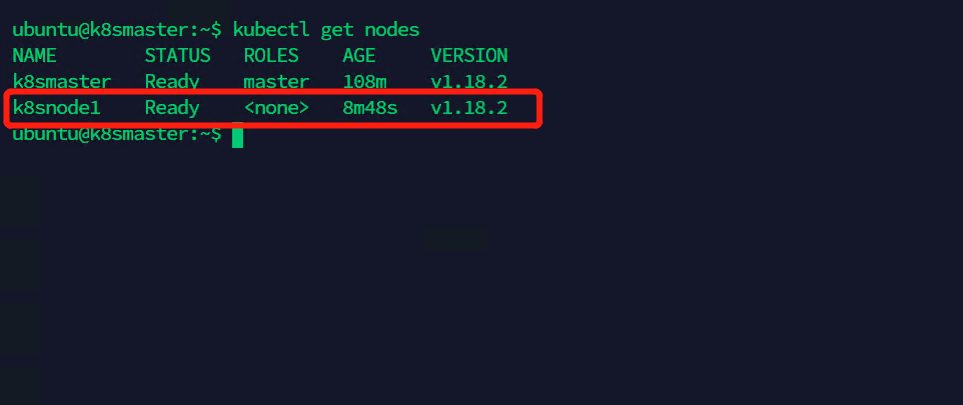 ubuntu@k8smaster:~$ kubectl get nodes
NAME STATUS ROLES AGE VERSION
k8smaster Ready master 108m v1.18.2
k8snode1 Ready <none> 8m48s v1.18.2
ubuntu@k8smaster:~$